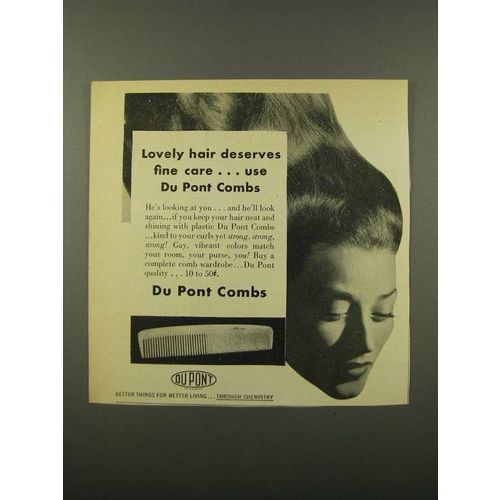 Lovely hair deserves
fine care . . . use
Du Pont Combs
He's looking at you . . . and he'll look
again...if you keep your hair neat and
shining with plastic Du Pont Combs
...kind to your curls yet strong, strong,
strong! Gay, vibrant colors match
your room, your purse, you! Buy a
complete comb wardrobe...Du Pont
quality . . . 10 to 50¢.
Du Pont Combs
DU PONT
BETTER THINGS FOR BETTER LIVING...THROUGH CHEMISTRY